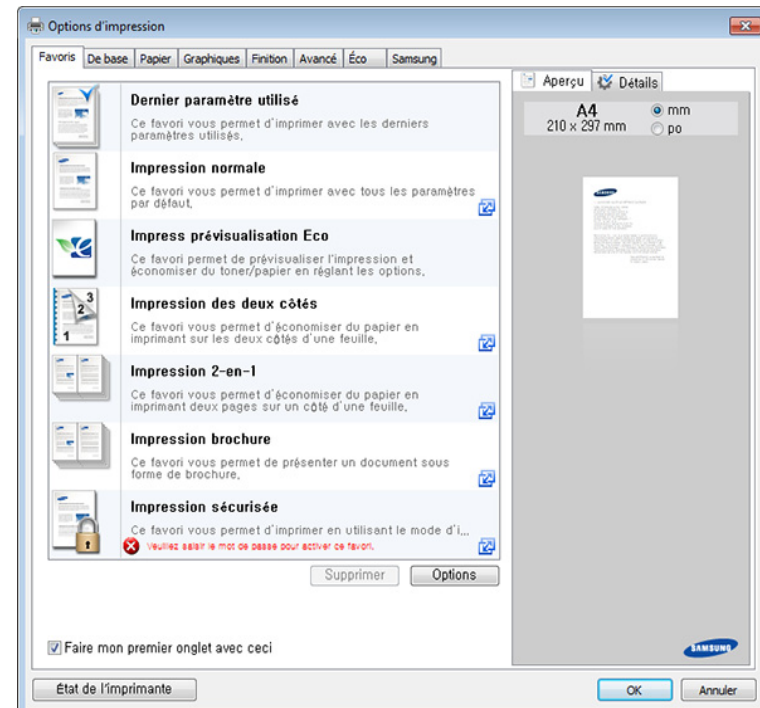 Options d'impression
Favoris De base Papier Graphiques Finition Avancé Éco Samsung
Dernier paramètre utilisé
Ce favori vous permet d'imprimer avec les derniers
paramètres utilisés.
Impression normale
Ce favori vous permet d'imprimer avec tous les paramètres
par défaut.
Impress prévisualisation Eco
Ce favori permet de prévisualiser l'impression et
économiser du toner/papier en réglant les options.
Impression des deux côtés
Ce favori vous permet d'économiser du papier en
imprimant sur les deux côtés d'une feuille.
Impression 2-en-1
Ce favori vous permet d'économiser du papier en
imprimant deux pages sur un côté d'une feuille.
Impression brochure
Ce favori vous permet de présenter un document sous
forme de brochure.
Impression sécurisée
Ce favori vous permet d'imprimer en utilisant le mode d'i...
Veuillez saisir le mot de passe pour activer ce favori.
1 2 3
Supprimer Options
Faire mon premier onglet avec ceci
État de l'imprimante
Aperçu Détails
A4 mm
210 x 297 mm po
SAMSUNG
OK Annuler